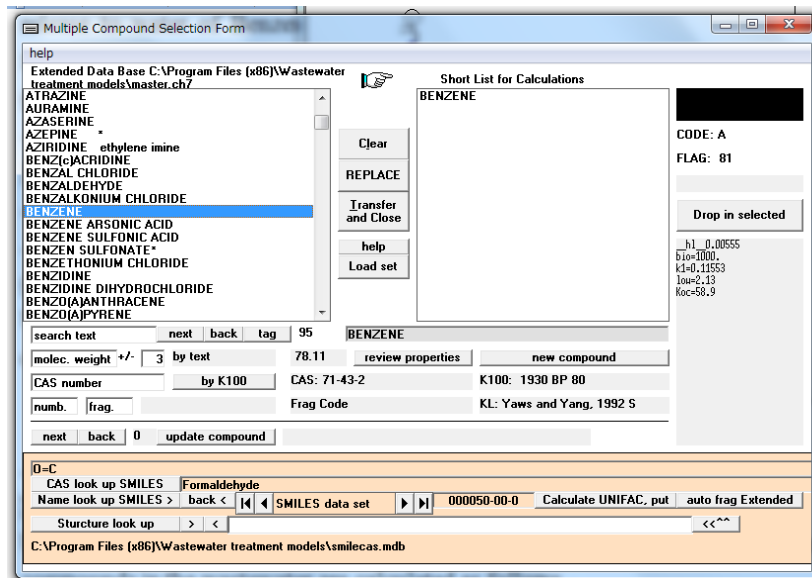 Multiple Compound Selection Form
help
Extended Data Base C:\Program Files (x86)\Wastewater
treatment models\master.ch7
Short List for Calculations
ATRAZINE
AURAMINE
AZASERINE
AZEPINE *
AZIRIDINE ethylene imine
BENZ(c)ACRIDINE
BENZAL CHLORIDE
BENZALDEHYDE
BENZALKONIUM CHLORIDE
BENZENE
BENZENE ARSONIC ACID
BENZENE SULFONIC ACID
BENZEN SULFONATE*
BENZETHONIUM CHLORIDE
BENZIDINE
BENZIDINE DIHYDROCHLORIDE
BENZO(A)ANTHRACENE
BENZO(A)PYRENE
Clear
REPLACE
Transfer
and Close
help
Load set
BENZENE
CODE: A
FLAG: 81
Drop in selected
__hl__0.00555
bio=1000.
k1=0.11553
low=2.13
Koc=58.9
search text next back tag 95 BENZENE
molec. weight +/- 3 by text 78.11 review properties new compound
CAS number by K100 CAS: 71-43-2 K100: 1930 BP 80
numb. frag. Frag Code KL: Yaws and Yang, 1992 S
next back 0 update compound
O=C
CAS look up SMILES Formaldehyde
Name look up SMILES > back < SMILES data set 000050-00-0 Calculate UNIFAC, put auto frag Extended
Sturcture look up > < <<^^
C:\Program Files (x86)\Wastewater treatment models\smilecas.mdb